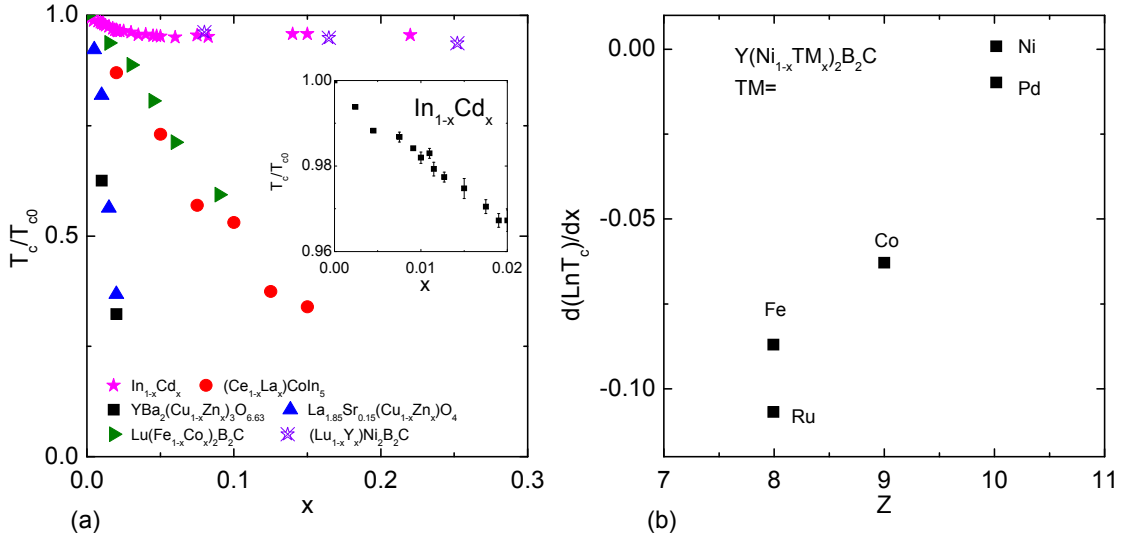 1.0
0.5
0.0
T_c/T_c0
0.0 0.1 0.2 0.3
x
1.00
0.98
0.96
T_c/T_c0
In_1-xCd_x
0.00 0.01 0.02
x
In_1-xCd_x (Ce_1-xLa_x)CoIn_5
YBa_2(Cu_1-xZn_x)_3O_6.63 La_1.85Sr_0.15(Cu_1-xZn_x)O_4
Lu(Fe_1-xCo_x)_2B_2C (Lu_1-xY_x)Ni_2B_2C
(a)
0.00
-0.05
-0.10
d(LnT_c)/dx
Y(Ni_1-xTM_x)_2B_2C
TM=
Ni
Pd
Co
Fe
Ru
7 8 9 10 11
Z
(b)